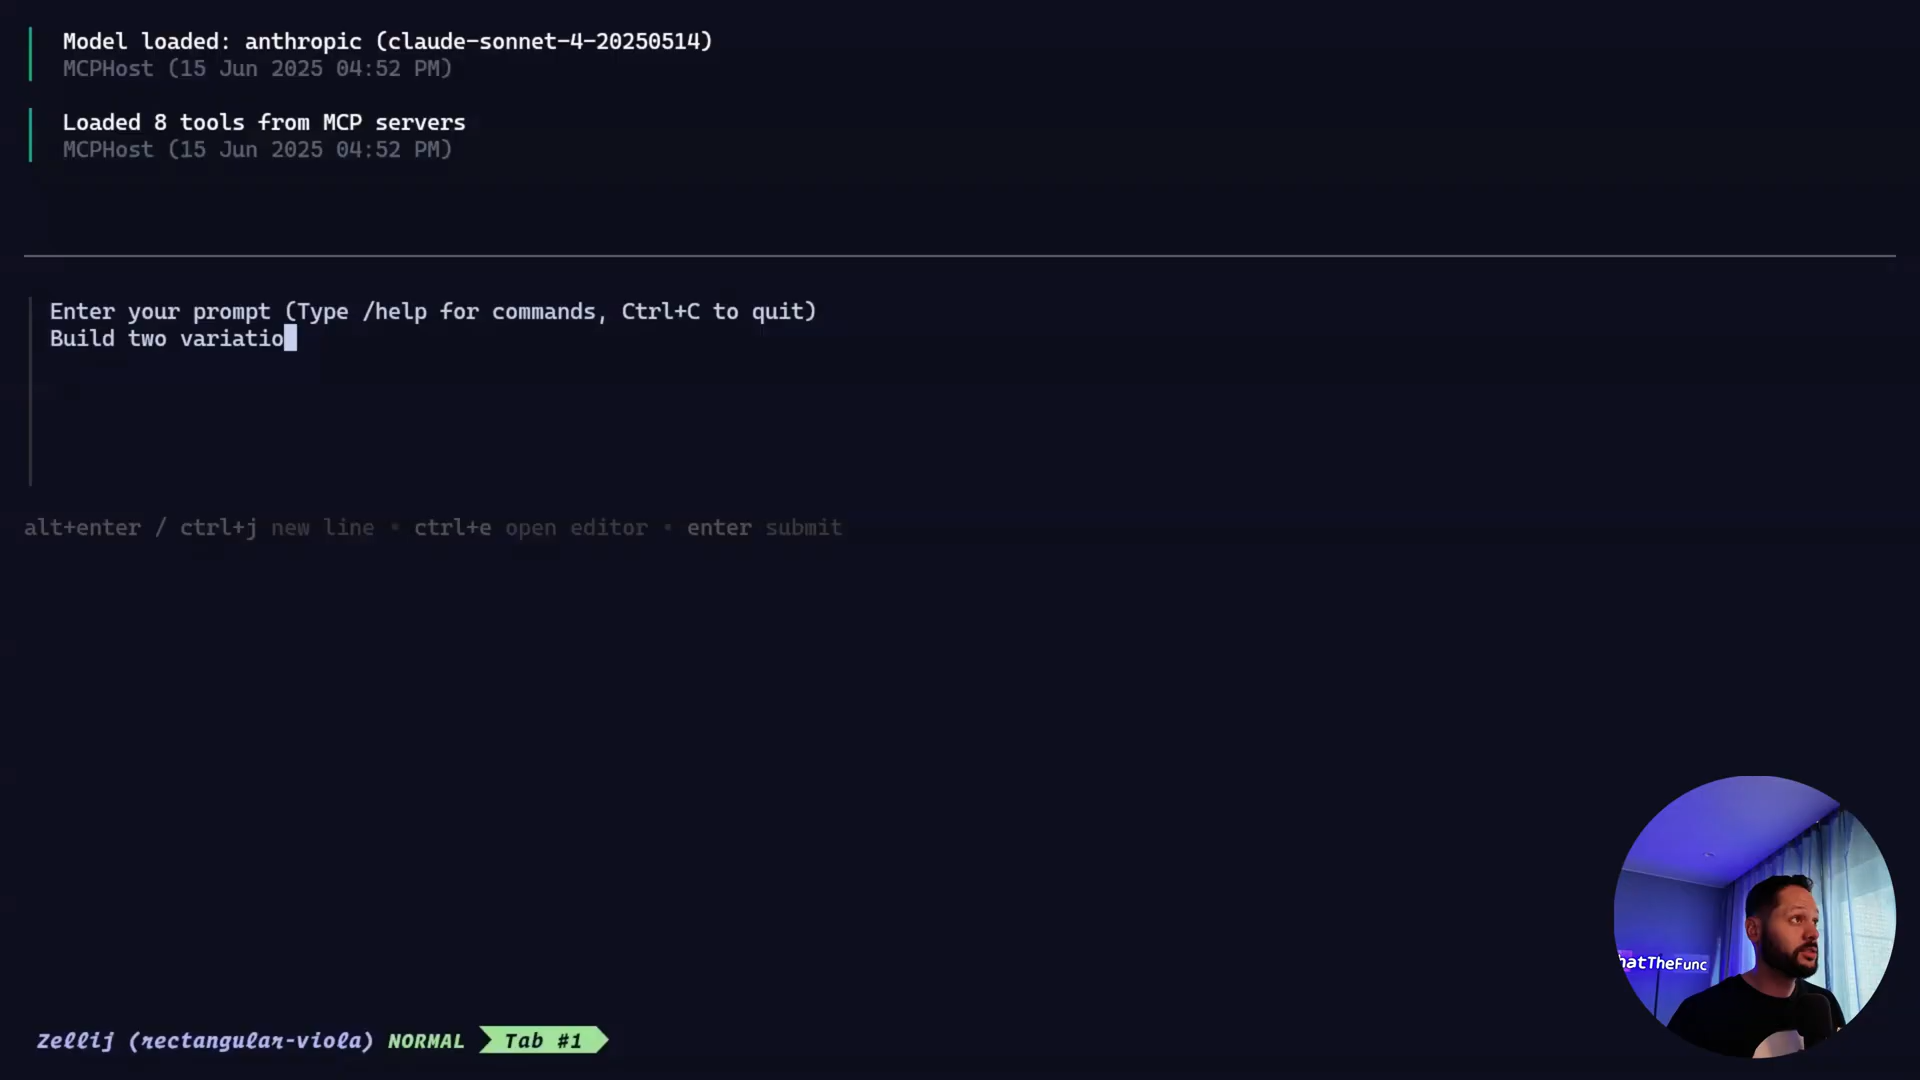 Model loaded: anthropic (claude-sonnet-4-20250514)
MCPHost (15 Jun 2025 04:52 PM)
Loaded 8 tools from MCP servers
MCPHost (15 Jun 2025 04:52 PM)
Enter your prompt (Type /help for commands, Ctrl+C to quit)
Build two variatio
alt+enter / ctrl+j new line • ctrl+e open editor • enter submit
hatTheFunc
Zellij (rectangular-viola) NORMAL Tab #1